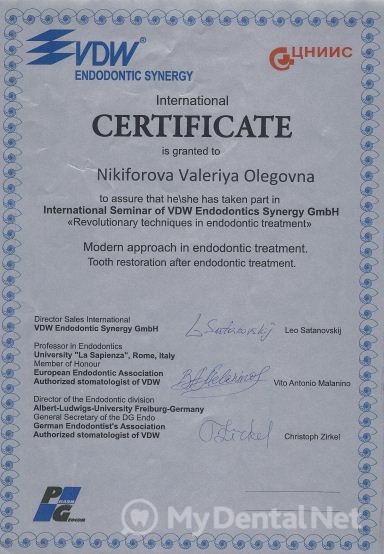 VDW®
ENDODONTIC SYNERGY
ЦНИИС
International
CERTIFICATE
is granted to
Nikiforova Valeriya Olegovna
to assure that he\she has taken part in
International Seminar of VDW Endodontics Synergy GmbH
«Revolutionary techniques in endodontic treatment»
Modern approach in endodontic treatment.
Tooth restoration after endodontic treatment.
Director Sales International
VDW Endodontic Synergy GmbH
Leo Satanovskij
Professor in Endodontics
University "La Sapienza", Rome, Italy
Member of Honour
European Endodontic Association
Authorized stomatologist of VDW
Vito Antonio Malanino
Director of the Endodontic division
Albert-Ludwigs-University Freiburg-Germany
General Secretary of the DG Endo
German Endodontist's Association
Authorized stomatologist of VDW
Christoph Zirkel
MyDentalNet